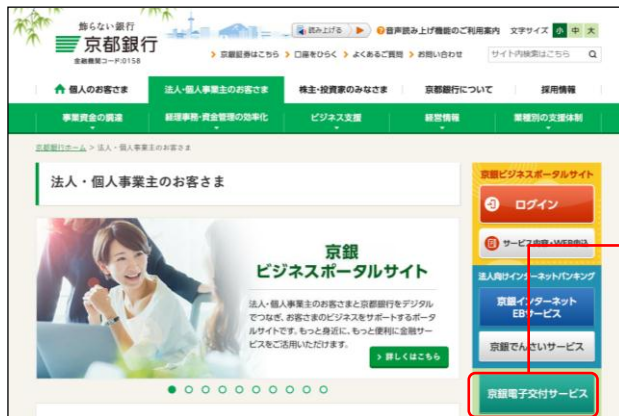 飾らない銀行
京都銀行
金融機関コード:0158
読み上げる
音声読み上げ機能のご利用案内
文字サイズ 小 中 大
京銀証券はこちら
口座をひらく
よくあるご質問
お問い合わせ
サイト内検索はこちら
個人のお客さま
法人・個人事業主のお客さま
株主・投資家のみなさま
京都銀行について
採用情報
事業資金の調達
経理事務・資金管理の効率化
ビジネス支援
経営情報
業種別の支援体制
京都銀行ホーム > 法人・個人事業主のお客さま
法人・個人事業主のお客さま
京銀
ビジネスポータルサイト
法人・個人事業主のお客さまと京都銀行をデジタル
でつなぎ、お客さまのビジネスをサポートするポータ
ルサイトです。もっと身近に、もっと便利に金融サー
ビスをご活用いただけます。
詳しくはこちら
京銀ビジネスポータルサイト
ログイン
サービス内容・WEB申込
法人向けインターネットバンキング
京銀インターネット
EBサービス
京銀でんさいサービス
京銀電子交付サービス